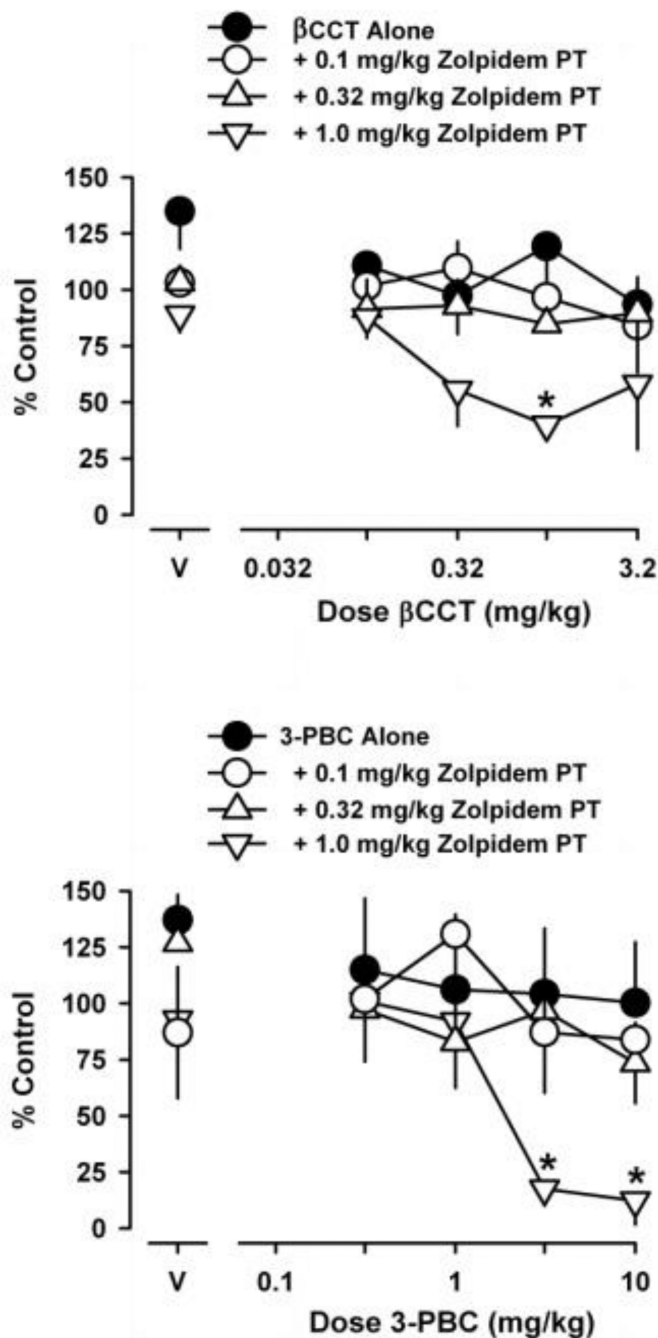 βCCT Alone
+ 0.1 mg/kg Zolpidem PT
+ 0.32 mg/kg Zolpidem PT
+ 1.0 mg/kg Zolpidem PT
150
125
100
75
50
25
0
% Control
*
V
0.032
0.32
3.2
Dose βCCT (mg/kg)
3-PBC Alone
+ 0.1 mg/kg Zolpidem PT
+ 0.32 mg/kg Zolpidem PT
+ 1.0 mg/kg Zolpidem PT
150
125
100
75
50
25
0
% Control
* *
V
0.1
1
10
Dose 3-PBC (mg/kg)